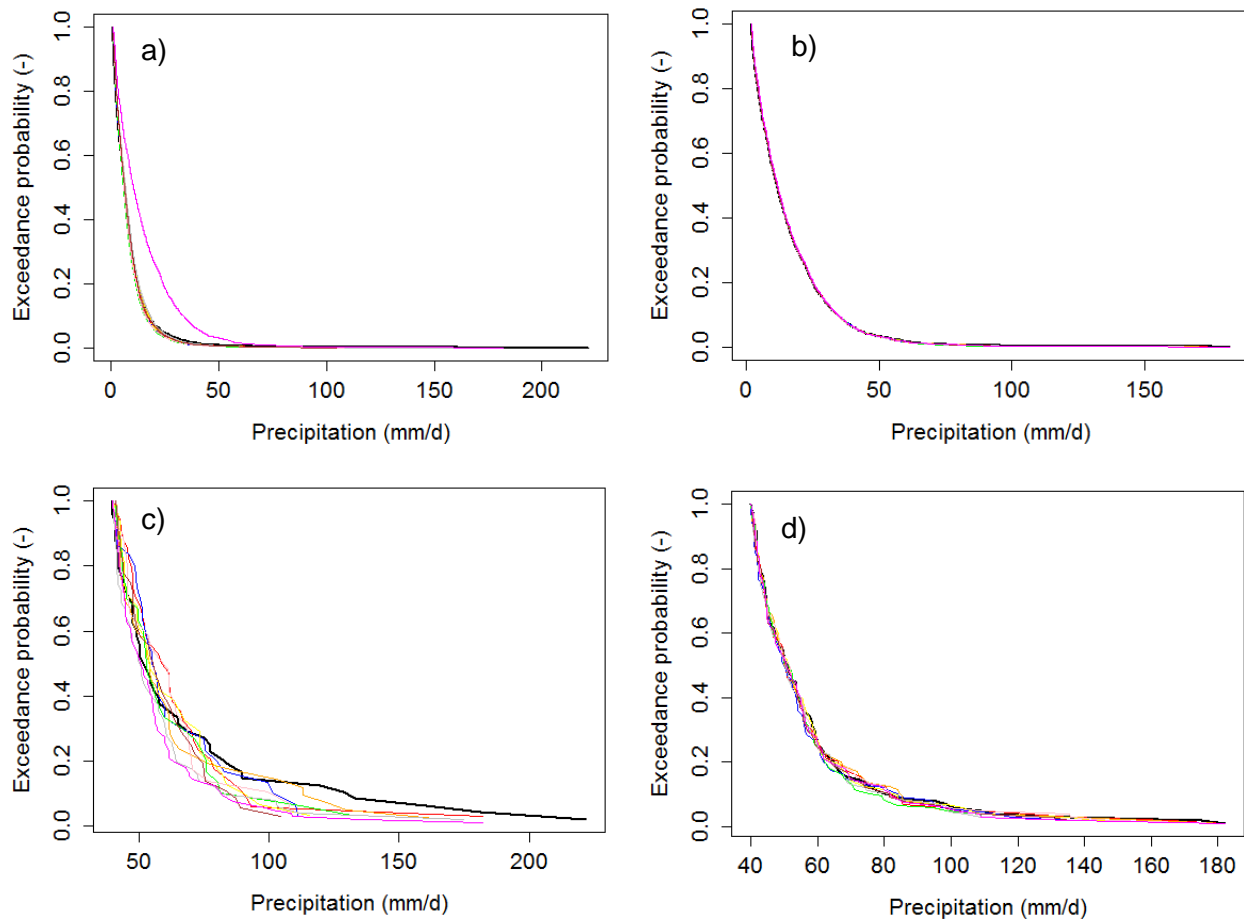 a)
Exceedance probability (-)
0.0 0.2 0.4 0.6 0.8 1.0
0 50 100 150 200
Precipitation (mm/d)
b)
Exceedance probability (-)
0.0 0.2 0.4 0.6 0.8 1.0
0 50 100 150
Precipitation (mm/d)
c)
Exceedance probability (-)
0.0 0.2 0.4 0.6 0.8 1.0
50 100 150 200
Precipitation (mm/d)
d)
Exceedance probability (-)
0.0 0.2 0.4 0.6 0.8 1.0
40 60 80 100 120 140 160 180
Precipitation (mm/d)